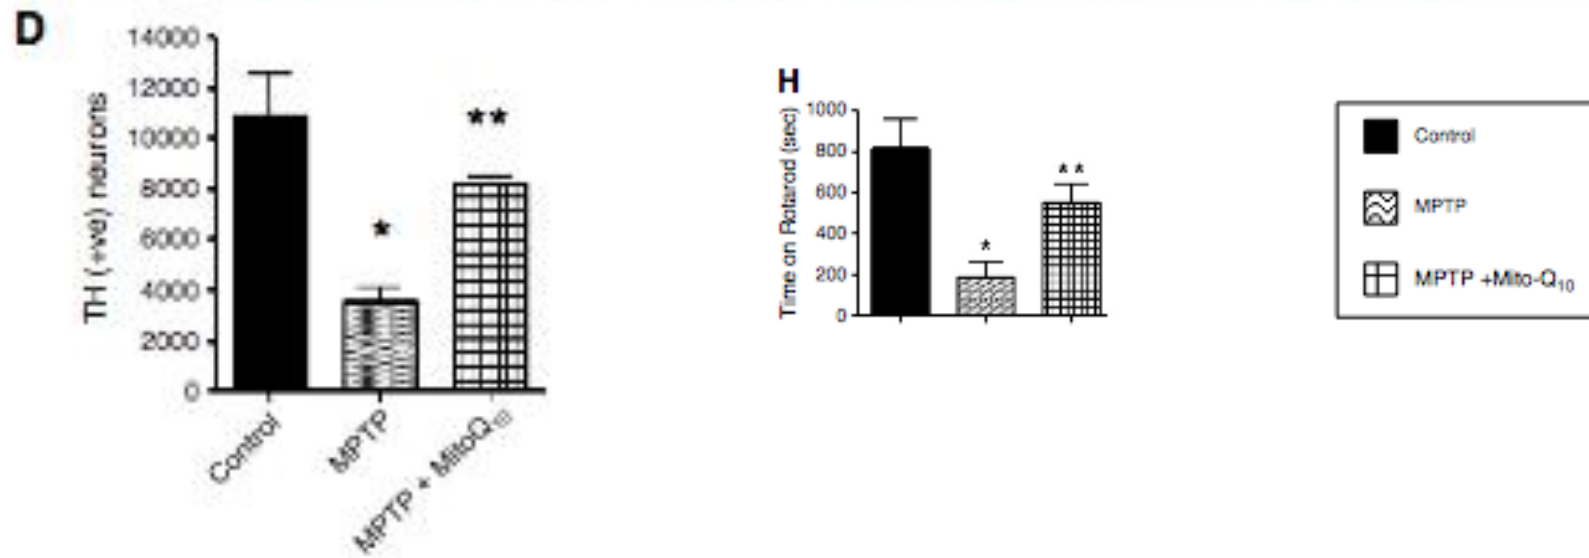 D
TH (+ve) neurons
14000
12000
10000
8000
6000
4000
2000
0
**
*
Control
MPTP
MPTP + MitoQ10
H
Time on Rotarod (sec)
1000
800
600
400
200
0
**
*
Control
MPTP
MPTP +Mito-Q10